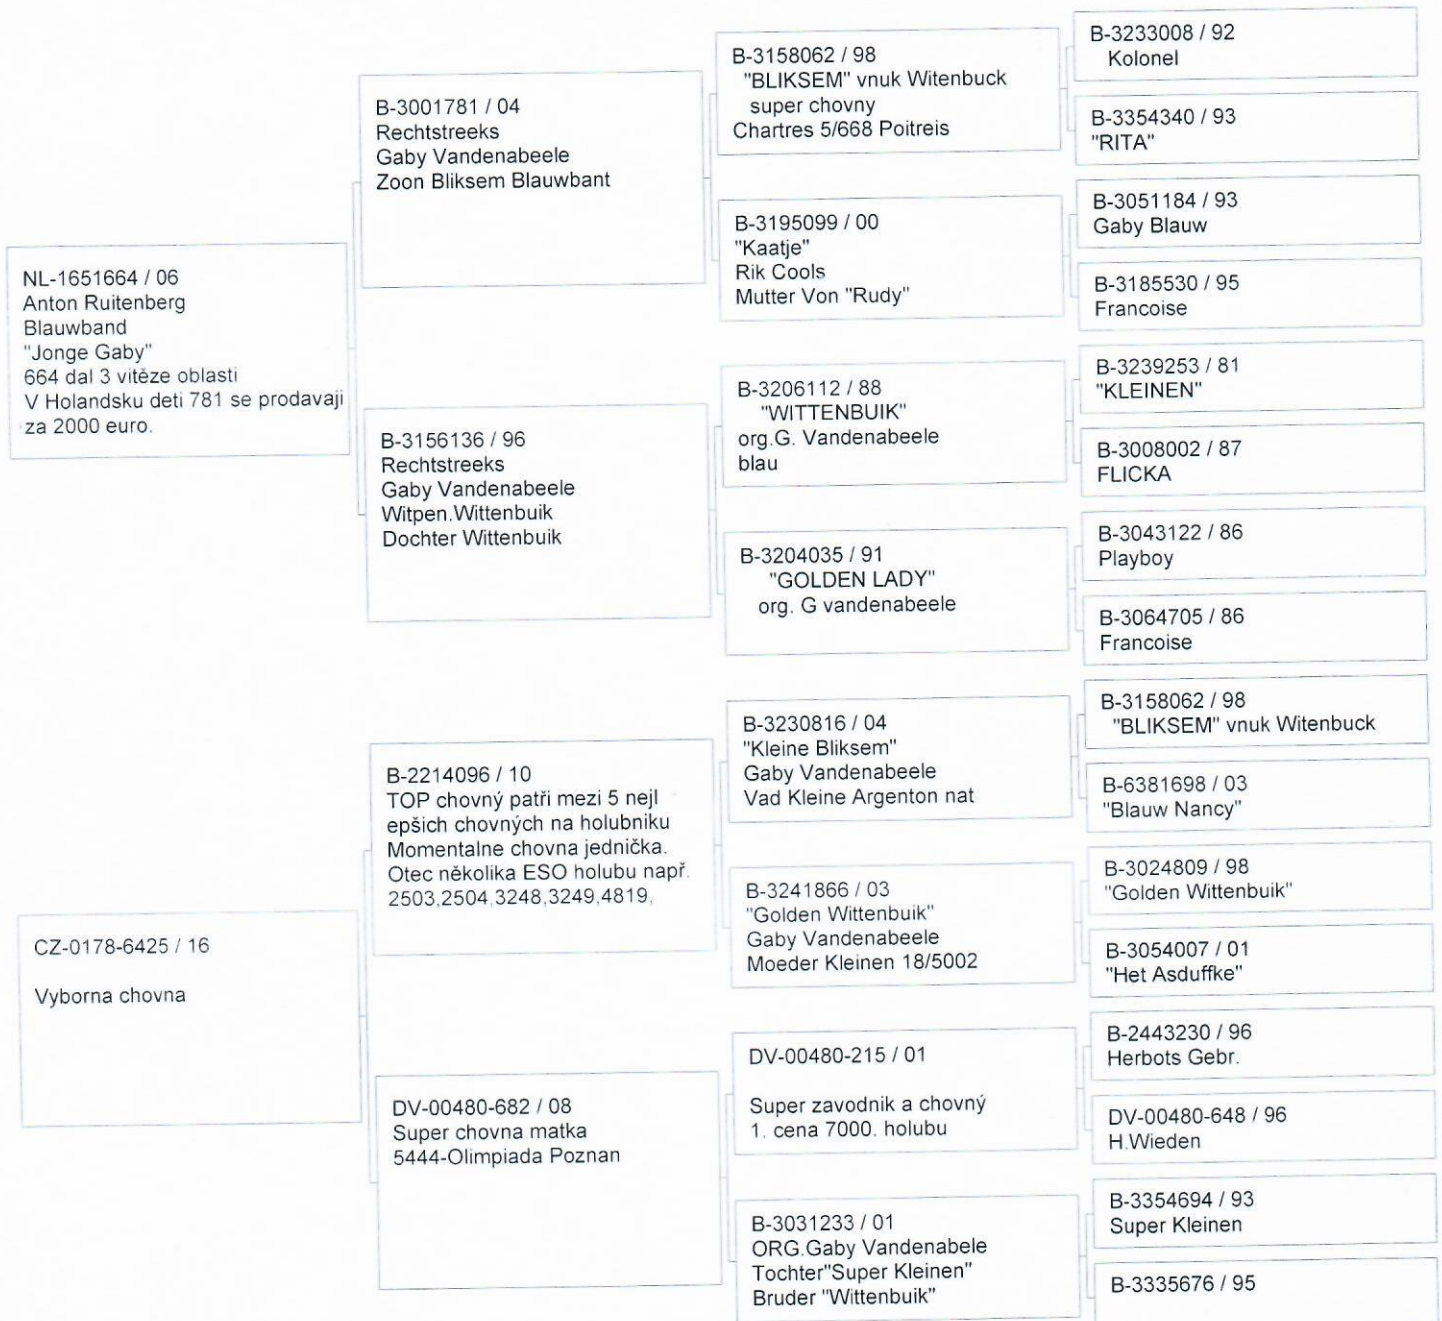 NL-1651664 / 06
Anton Ruitenberg
Blauwband
"Jonge Gaby"
664 dal 3 vitěze oblasti
V Holandsku deti 781 se prodavaji
za 2000 euro.
B-3001781 / 04
Rechtstreeks
Gaby Vandenabeele
Zoon Bliksem Blauwbant
B-3158062 / 98
"BLIKSEM" vnuk Witenbuck
super chovny
Chartres 5/668 Poitreis
B-3233008 / 92
Kolonel
B-3354340 / 93
"RITA"
B-3195099 / 00
"Kaatje"
Rik Cools
Mutter Von "Rudy"
B-3051184 / 93
Gaby Blauw
B-3185530 / 95
Francoise
B-3156136 / 96
Rechtstreeks
Gaby Vandenabeele
Witpen.Wittenbuik
Dochter Wittenbuik
B-3206112 / 88
"WITTENBUIK"
org.G. Vandenabeele
blau
B-3239253 / 81
"KLEINEN"
B-3008002 / 87
FLICKA
B-3204035 / 91
"GOLDEN LADY"
org. G vandenabeele
B-3043122 / 86
Playboy
B-3064705 / 86
Francoise
CZ-0178-6425 / 16
Vyborna chovna
B-2214096 / 10
TOP chovný patři mezi 5 nejl
epšich chovných na holubniku
Momentalne chovna jednička.
Otec několika ESO holubu např.
2503,2504,3248,3249,4819,
B-3230816 / 04
"Kleine Bliksem"
Gaby Vandenabeele
Vad Kleine Argenton nat
B-3158062 / 98
"BLIKSEM" vnuk Witenbuck
B-6381698 / 03
"Blauw Nancy"
B-3241866 / 03
"Golden Wittenbuik"
Gaby Vandenabeele
Moeder Kleinen 18/5002
B-3024809 / 98
"Golden Wittenbuik"
B-3054007 / 01
"Het Asduffke"
DV-00480-682 / 08
Super chovna matka
5444-Olimpiada Poznan
DV-00480-215 / 01
Super zavodnik a chovný
1. cena 7000. holubu
B-2443230 / 96
Herbots Gebr.
DV-00480-648 / 96
H.Wieden
B-3031233 / 01
ORG.Gaby Vandenabele
Tochter"Super Kleinen"
Bruder "Wittenbuik"
B-3354694 / 93
Super Kleinen
B-3335676 / 95